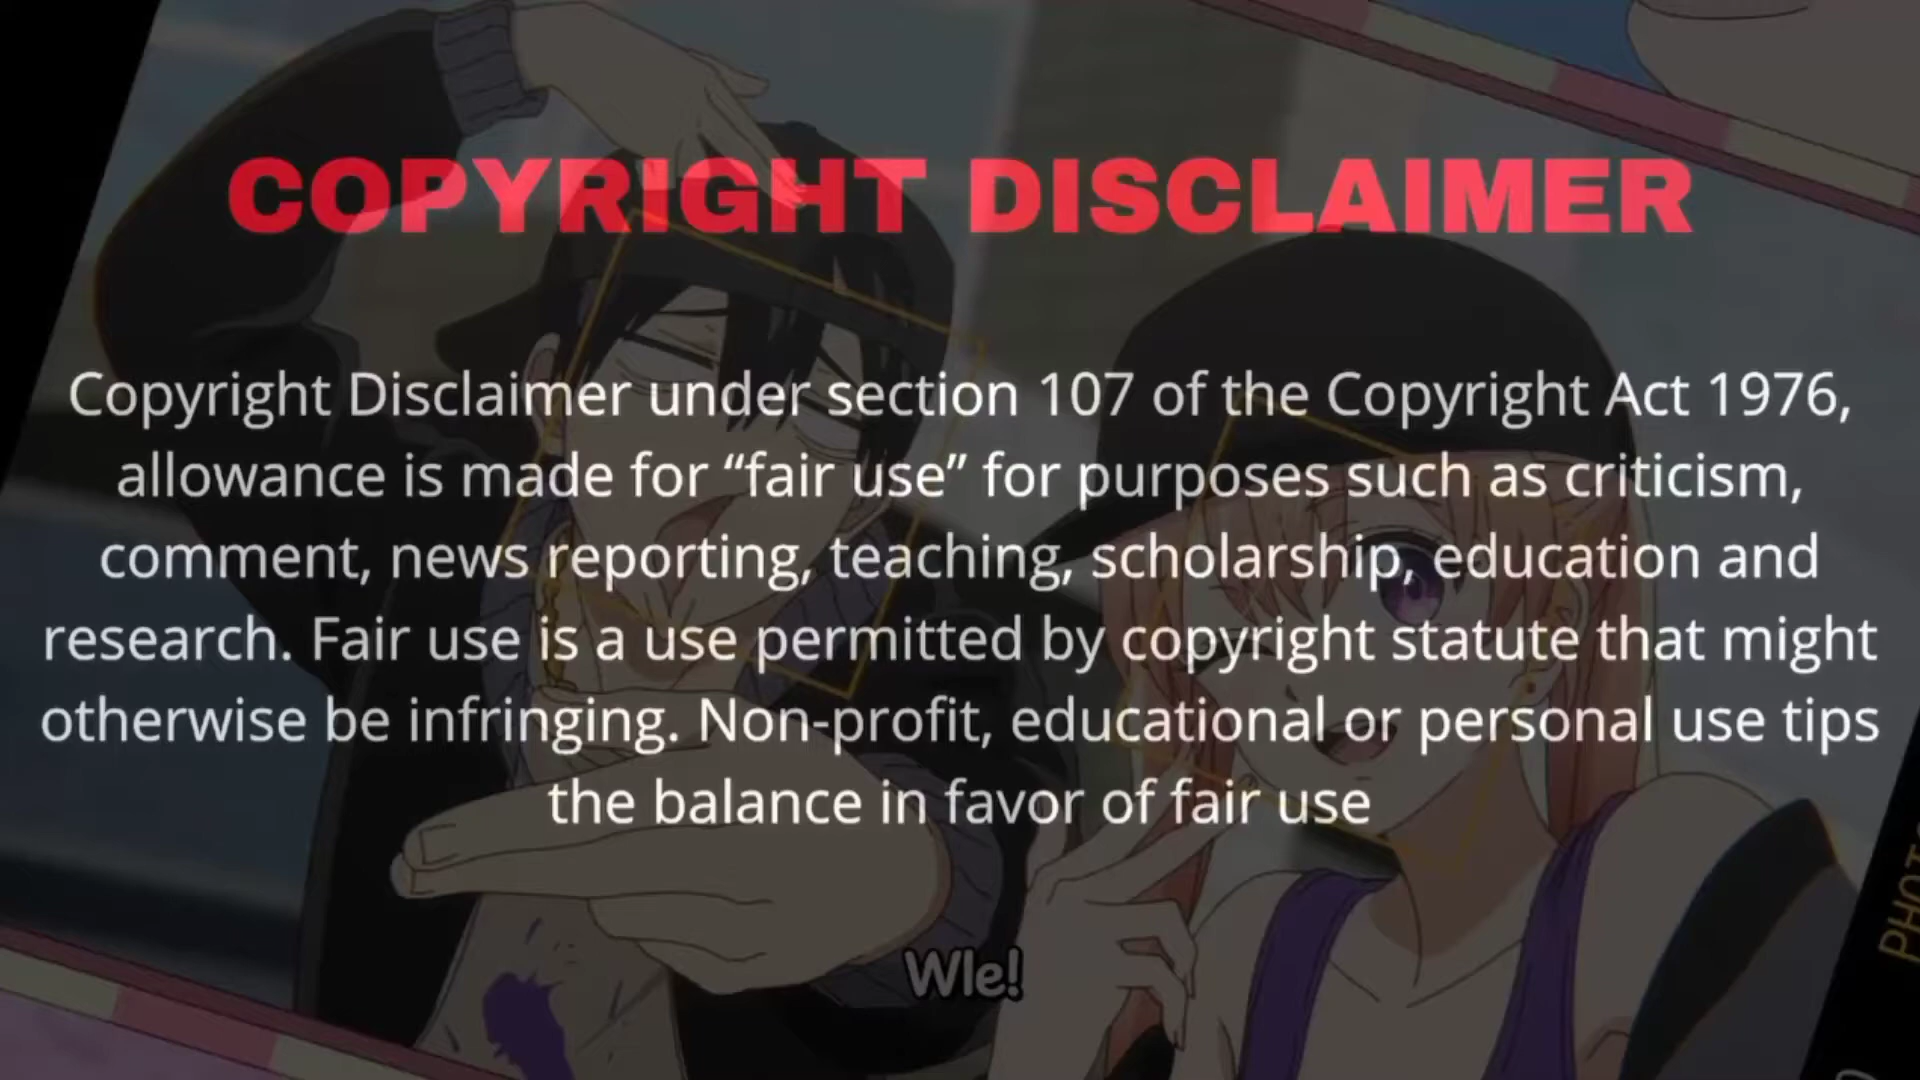 COPYRIGHT DISCLAIMER
Copyright Disclaimer under section 107 of the Copyright Act 1976,
allowance is made for “fair use” for purposes such as criticism,
comment, news reporting, teaching, scholarship, education and
research. Fair use is a use permitted by copyright statute that might
otherwise be infringing. Non-profit, educational or personal use tips
the balance in favor of fair use
Wle!